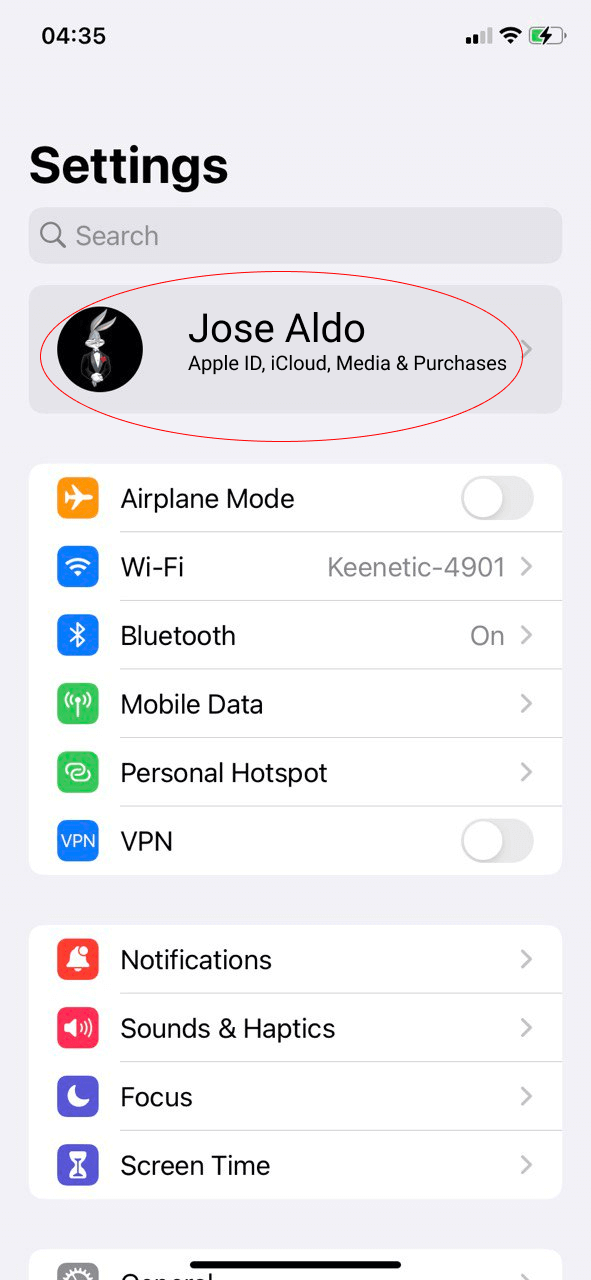 04:35
Settings
Search
Jose Aldo
Apple ID, iCloud, Media & Purchases
Airplane Mode
Wi-Fi Keenetic-4901
Bluetooth On
Mobile Data
Personal Hotspot
VPN VPN
Notifications
Sounds & Haptics
Focus
Screen Time
General